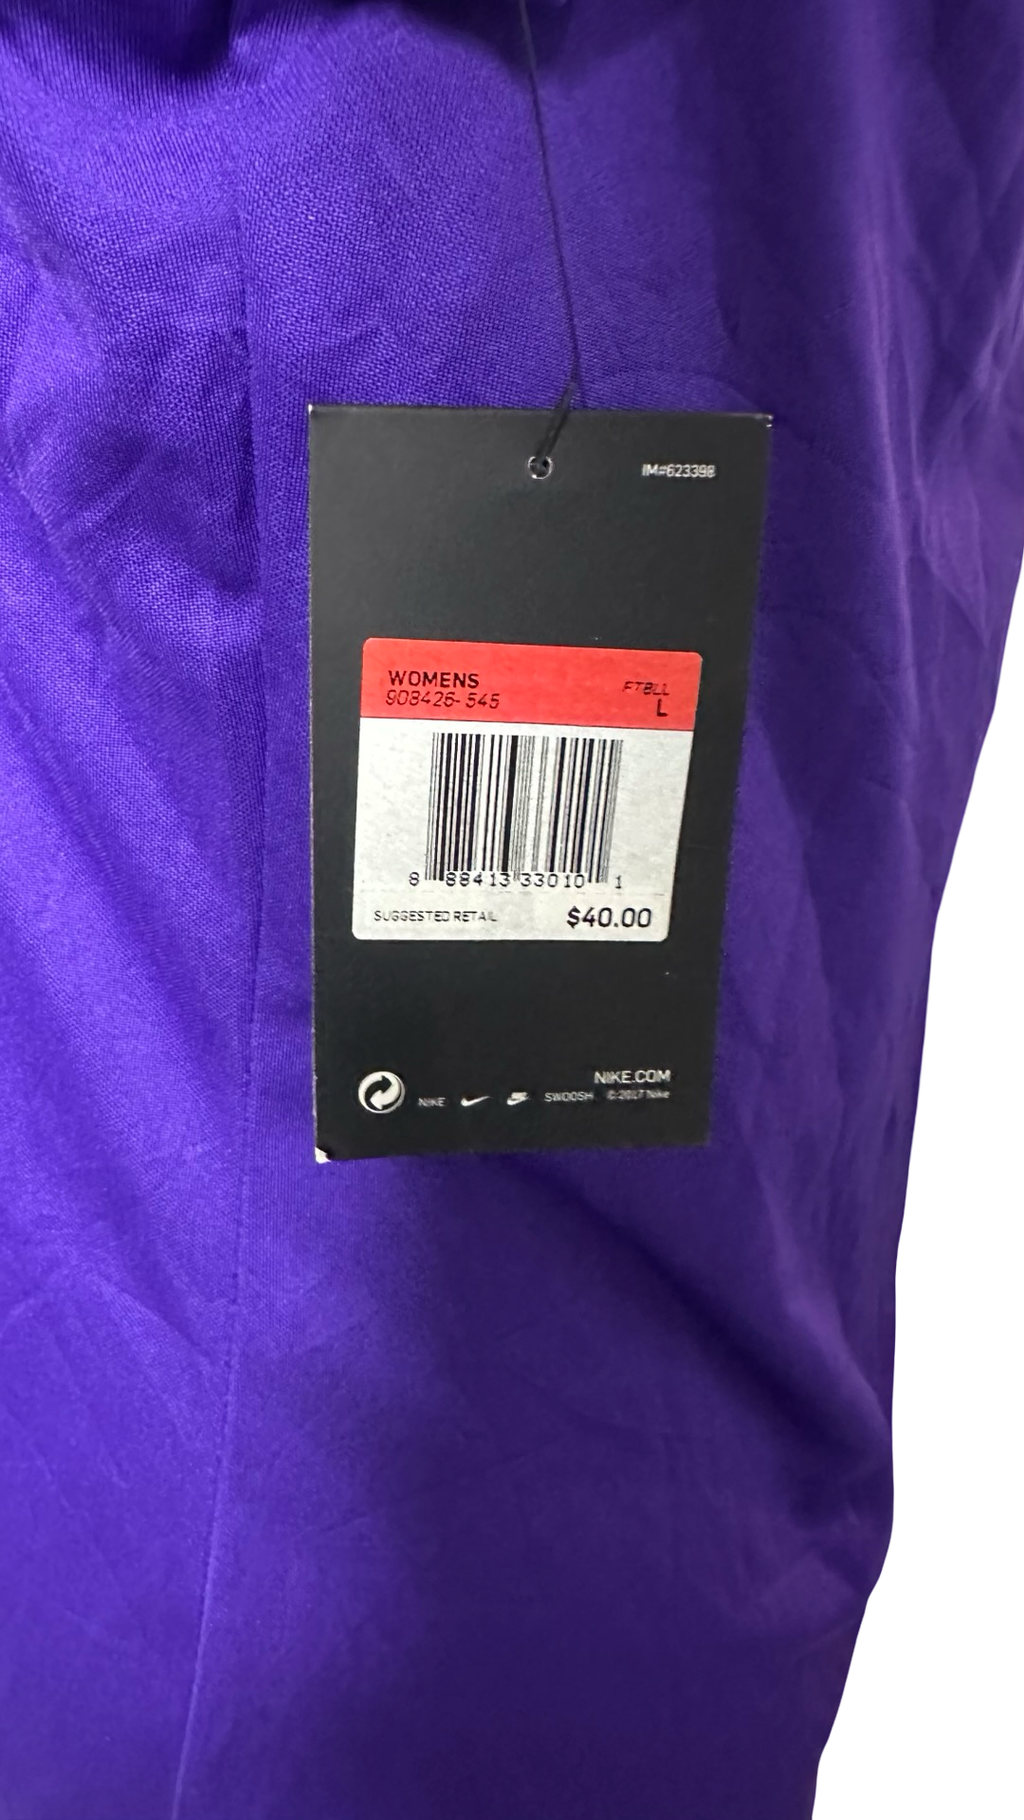 IM#623398
WOMENS
908426-545
FTBLL
L
8 88413 33010 1
SUGGESTED RETAIL $40.00
NIKE.COM
NIKE SWOOSH © 2017 Nike